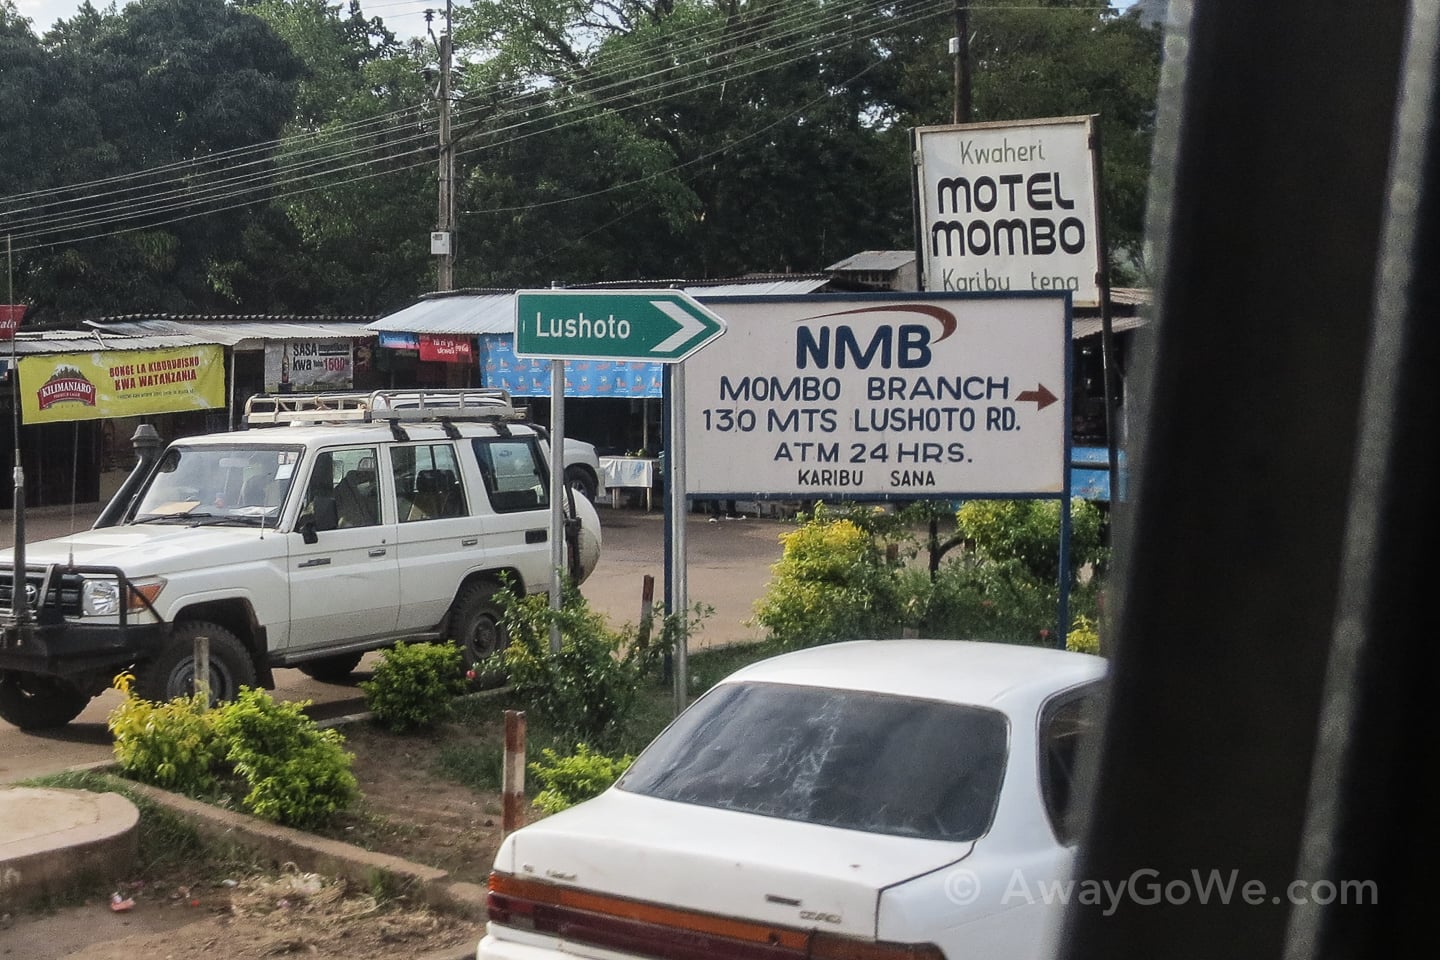 Kwaheri
MOTEL
MOMBO
Karibu tena
Lushoto
NMB
MOMBO BRANCH
130 MTS LUSHOTO RD.
ATM 24 HRS.
KARIBU SANA
KILIMANJARO
BONGE LA KIBURUDISHO
KWA WATANZANIA
SASA
kwa 1500
© AwayGoWe.com